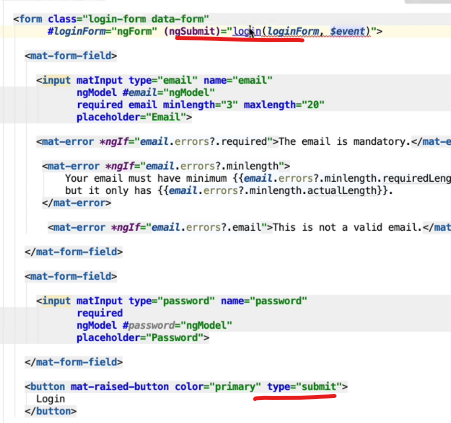 <form class="login-form data-form"
#loginForm="ngForm" (ngSubmit)="login(loginForm, $event)">
<mat-form-field>
<input matInput type="email" name="email"
ngModel #email="ngModel"
required email minlength="3" maxlength="20"
placeholder="Email">
<mat-error *ngIf="email.errors?.required">The email is mandatory.</mat-e
<mat-error *ngIf="email.errors?.minlength">
Your email must have minimum {{email.errors?.minlength.requiredLeng
but it only has {{email.errors?.minlength.actualLength}}.
</mat-error>
<mat-error *ngIf="email.errors?.email">This is not a valid email.</mat
</mat-form-field>
<mat-form-field>
<input matInput type="password" name="password"
required
ngModel #password="ngModel"
placeholder="Password">
</mat-form-field>
<button mat-raised-button color="primary" type="submit">
Login
</button>